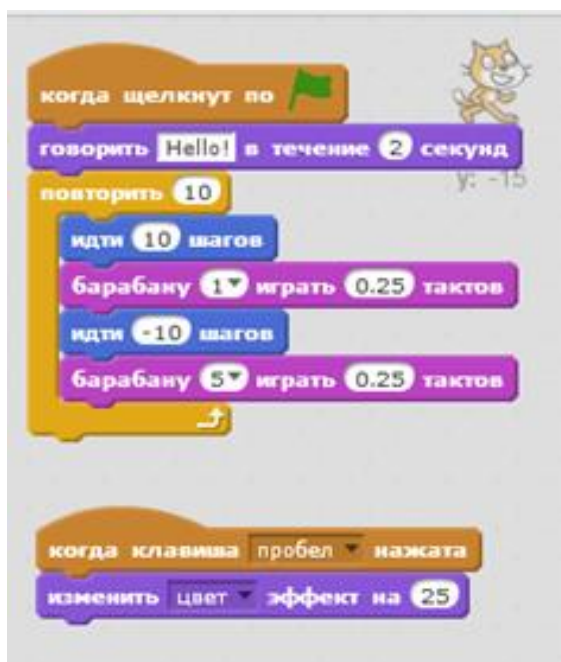 когда щелкнут по
говорить Hello! в течение 2 секунд
y: -15
повторить 10
идти 10 шагов
барабану 1 играть 0.25 тактов
идти -10 шагов
барабану 5 играть 0.25 тактов
когда клавиша пробел нажата
изменить цвет эффект на 25